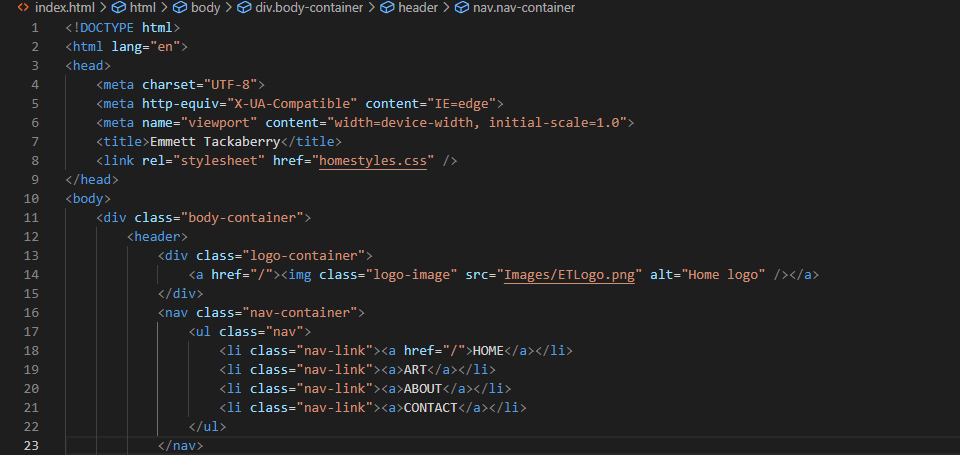 index.html > html > body > div.body-container > header > nav.nav-container
1 <!DOCTYPE html>
2 <html lang="en">
3 <head>
4     <meta charset="UTF-8">
5     <meta http-equiv="X-UA-Compatible" content="IE=edge">
6     <meta name="viewport" content="width=device-width, initial-scale=1.0">
7     <title>Emmett Tackaberry</title>
8     <link rel="stylesheet" href="homestyles.css" />
9 </head>
10 <body>
11     <div class="body-container">
12         <header>
13             <div class="logo-container">
14                 <a href="/"><img class="logo-image" src="Images/ETLogo.png" alt="Home logo" /></a>
15             </div>
16             <nav class="nav-container">
17                 <ul class="nav">
18                     <li class="nav-link"><a href="/">HOME</a></li>
19                     <li class="nav-link"><a>ART</a></li>
20                     <li class="nav-link"><a>ABOUT</a></li>
21                     <li class="nav-link"><a>CONTACT</a></li>
22                 </ul>
23             </nav>